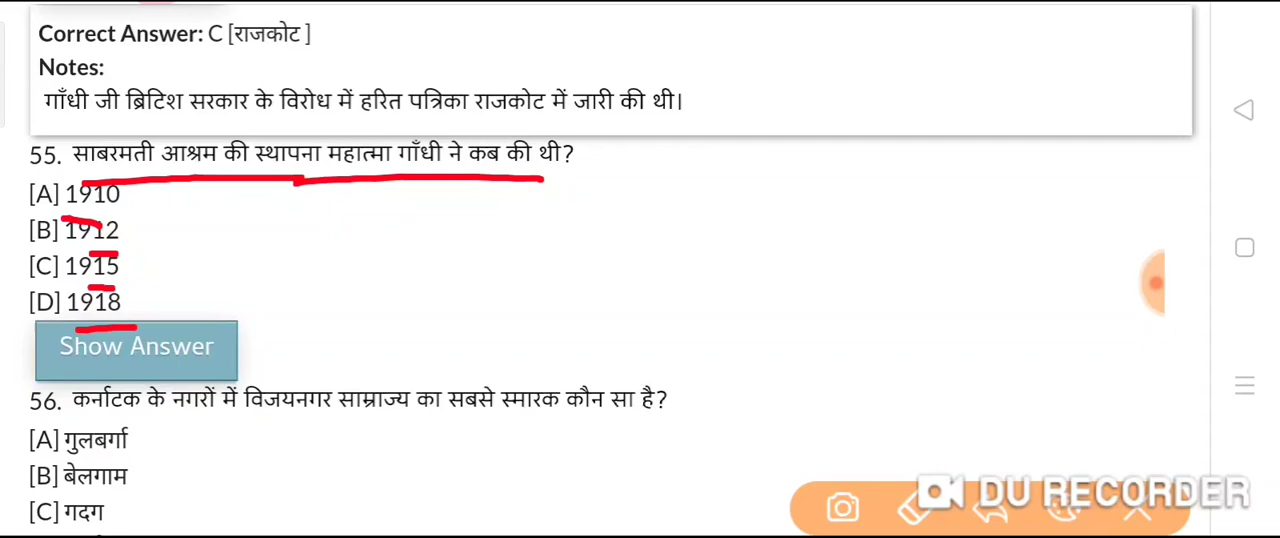 Correct Answer: C [राजकोट ]
Notes:
गाँधी जी ब्रिटिश सरकार के विरोध में हरित पत्रिका राजकोट में जारी की थी।
55. साबरमती आश्रम की स्थापना महात्मा गाँधी ने कब की थी?
[A] 1910
[B] 1912
[C] 1915
[D] 1918
Show Answer
56. कर्नाटक के नगरों में विजयनगर साम्राज्य का सबसे स्मारक कौन सा है?
[A] गुलबर्गा
[B] बेलगाम
[C] गदग
DU RECORDER